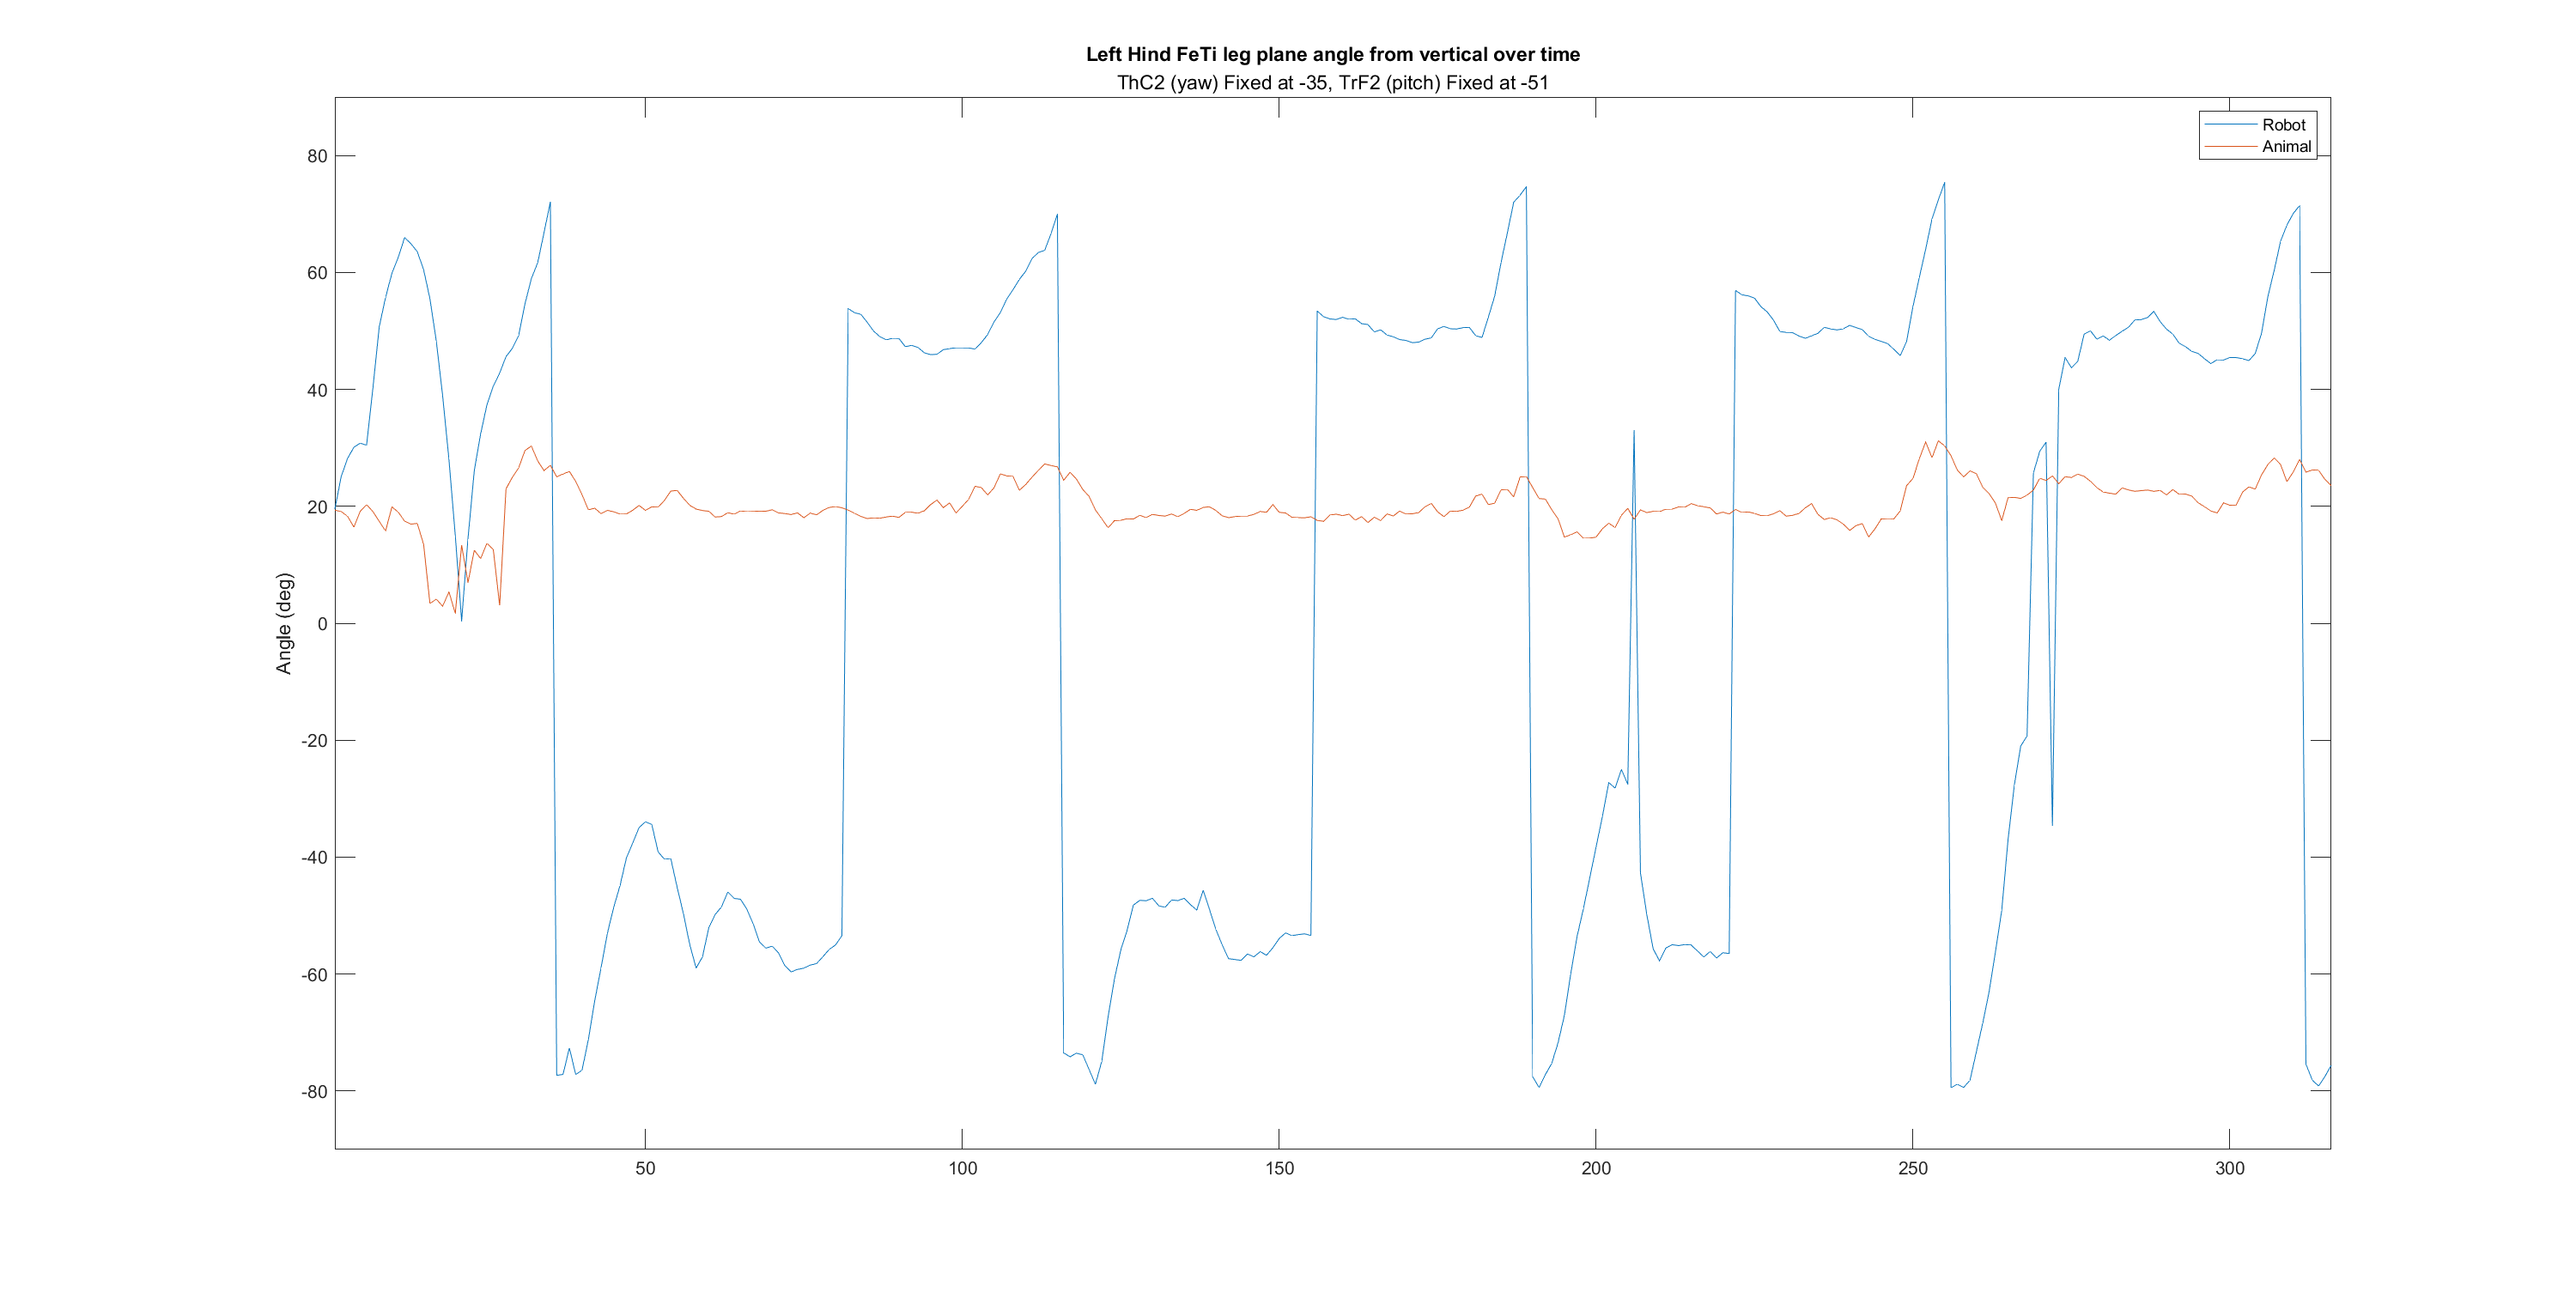 Left Hind FeTi leg plane angle from vertical over time
ThC2 (yaw) Fixed at -35, TrF2 (pitch) Fixed at -51
Robot
Animal
Angle (deg)
80
60
40
20
0
-20
-40
-60
-80
50 100 150 200 250 300